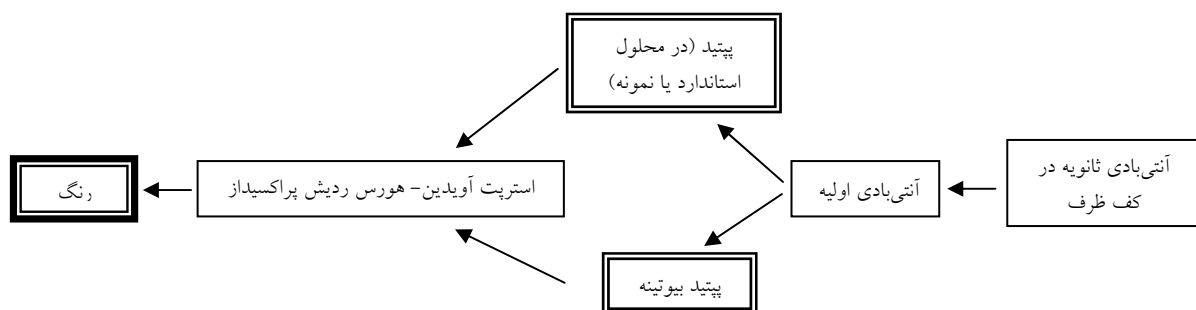 پپتید (در محلول
استاندارد یا نمونه)
آنتی‌بادی ثانویه در
کف ظرف
آنتی‌بادی اولیه
استرپت آویدین- هورس ردیش پراکسیداز
رنگ
پپتید بیوتینه